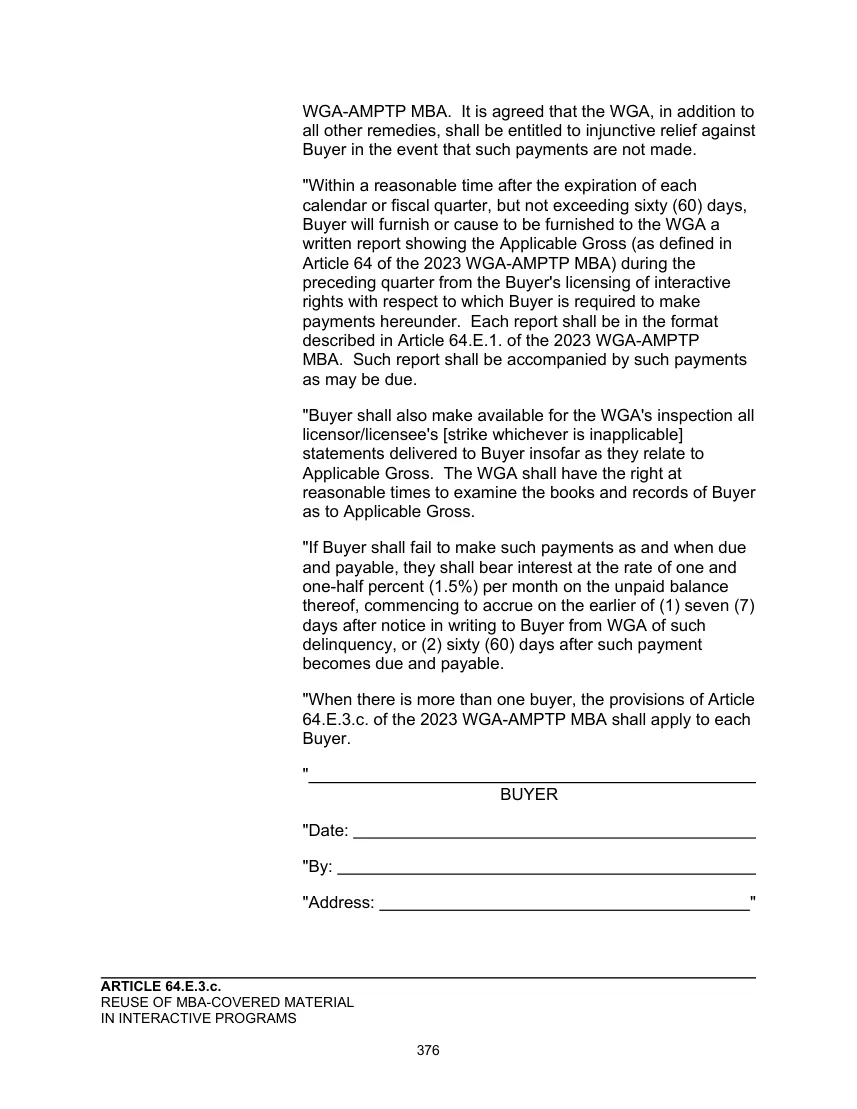 WGA-AMPTP MBA.  It is agreed that the WGA, in addition to
all other remedies, shall be entitled to injunctive relief against
Buyer in the event that such payments are not made.
"Within a reasonable time after the expiration of each
calendar or fiscal quarter, but not exceeding sixty (60) days,
Buyer will furnish or cause to be furnished to the WGA a
written report showing the Applicable Gross (as defined in
Article 64 of the 2023 WGA-AMPTP MBA) during the
preceding quarter from the Buyer's licensing of interactive
rights with respect to which Buyer is required to make
payments hereunder.  Each report shall be in the format
described in Article 64.E.1. of the 2023 WGA-AMPTP
MBA.  Such report shall be accompanied by such payments
as may be due.
"Buyer shall also make available for the WGA's inspection all
licensor/licensee's [strike whichever is inapplicable]
statements delivered to Buyer insofar as they relate to
Applicable Gross.  The WGA shall have the right at
reasonable times to examine the books and records of Buyer
as to Applicable Gross.
"If Buyer shall fail to make such payments as and when due
and payable, they shall bear interest at the rate of one and
one-half percent (1.5%) per month on the unpaid balance
thereof, commencing to accrue on the earlier of (1) seven (7)
days after notice in writing to Buyer from WGA of such
delinquency, or (2) sixty (60) days after such payment
becomes due and payable.
"When there is more than one buyer, the provisions of Article
64.E.3.c. of the 2023 WGA-AMPTP MBA shall apply to each
Buyer.
"
BUYER
"Date:
"By:
"Address: "
ARTICLE 64.E.3.c.
REUSE OF MBA-COVERED MATERIAL
IN INTERACTIVE PROGRAMS
376